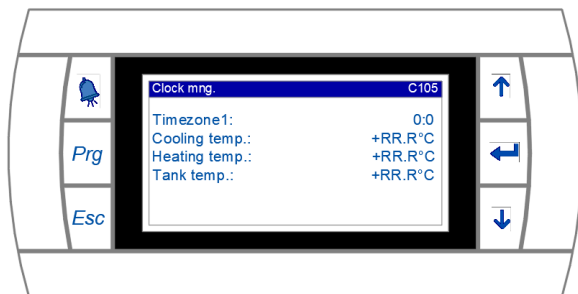 Clock mng. C105
Timezone1: 0:0
Cooling temp.: +RR.R°C
Heating temp.: +RR.R°C
Tank temp.: +RR.R°C
Prg
Esc